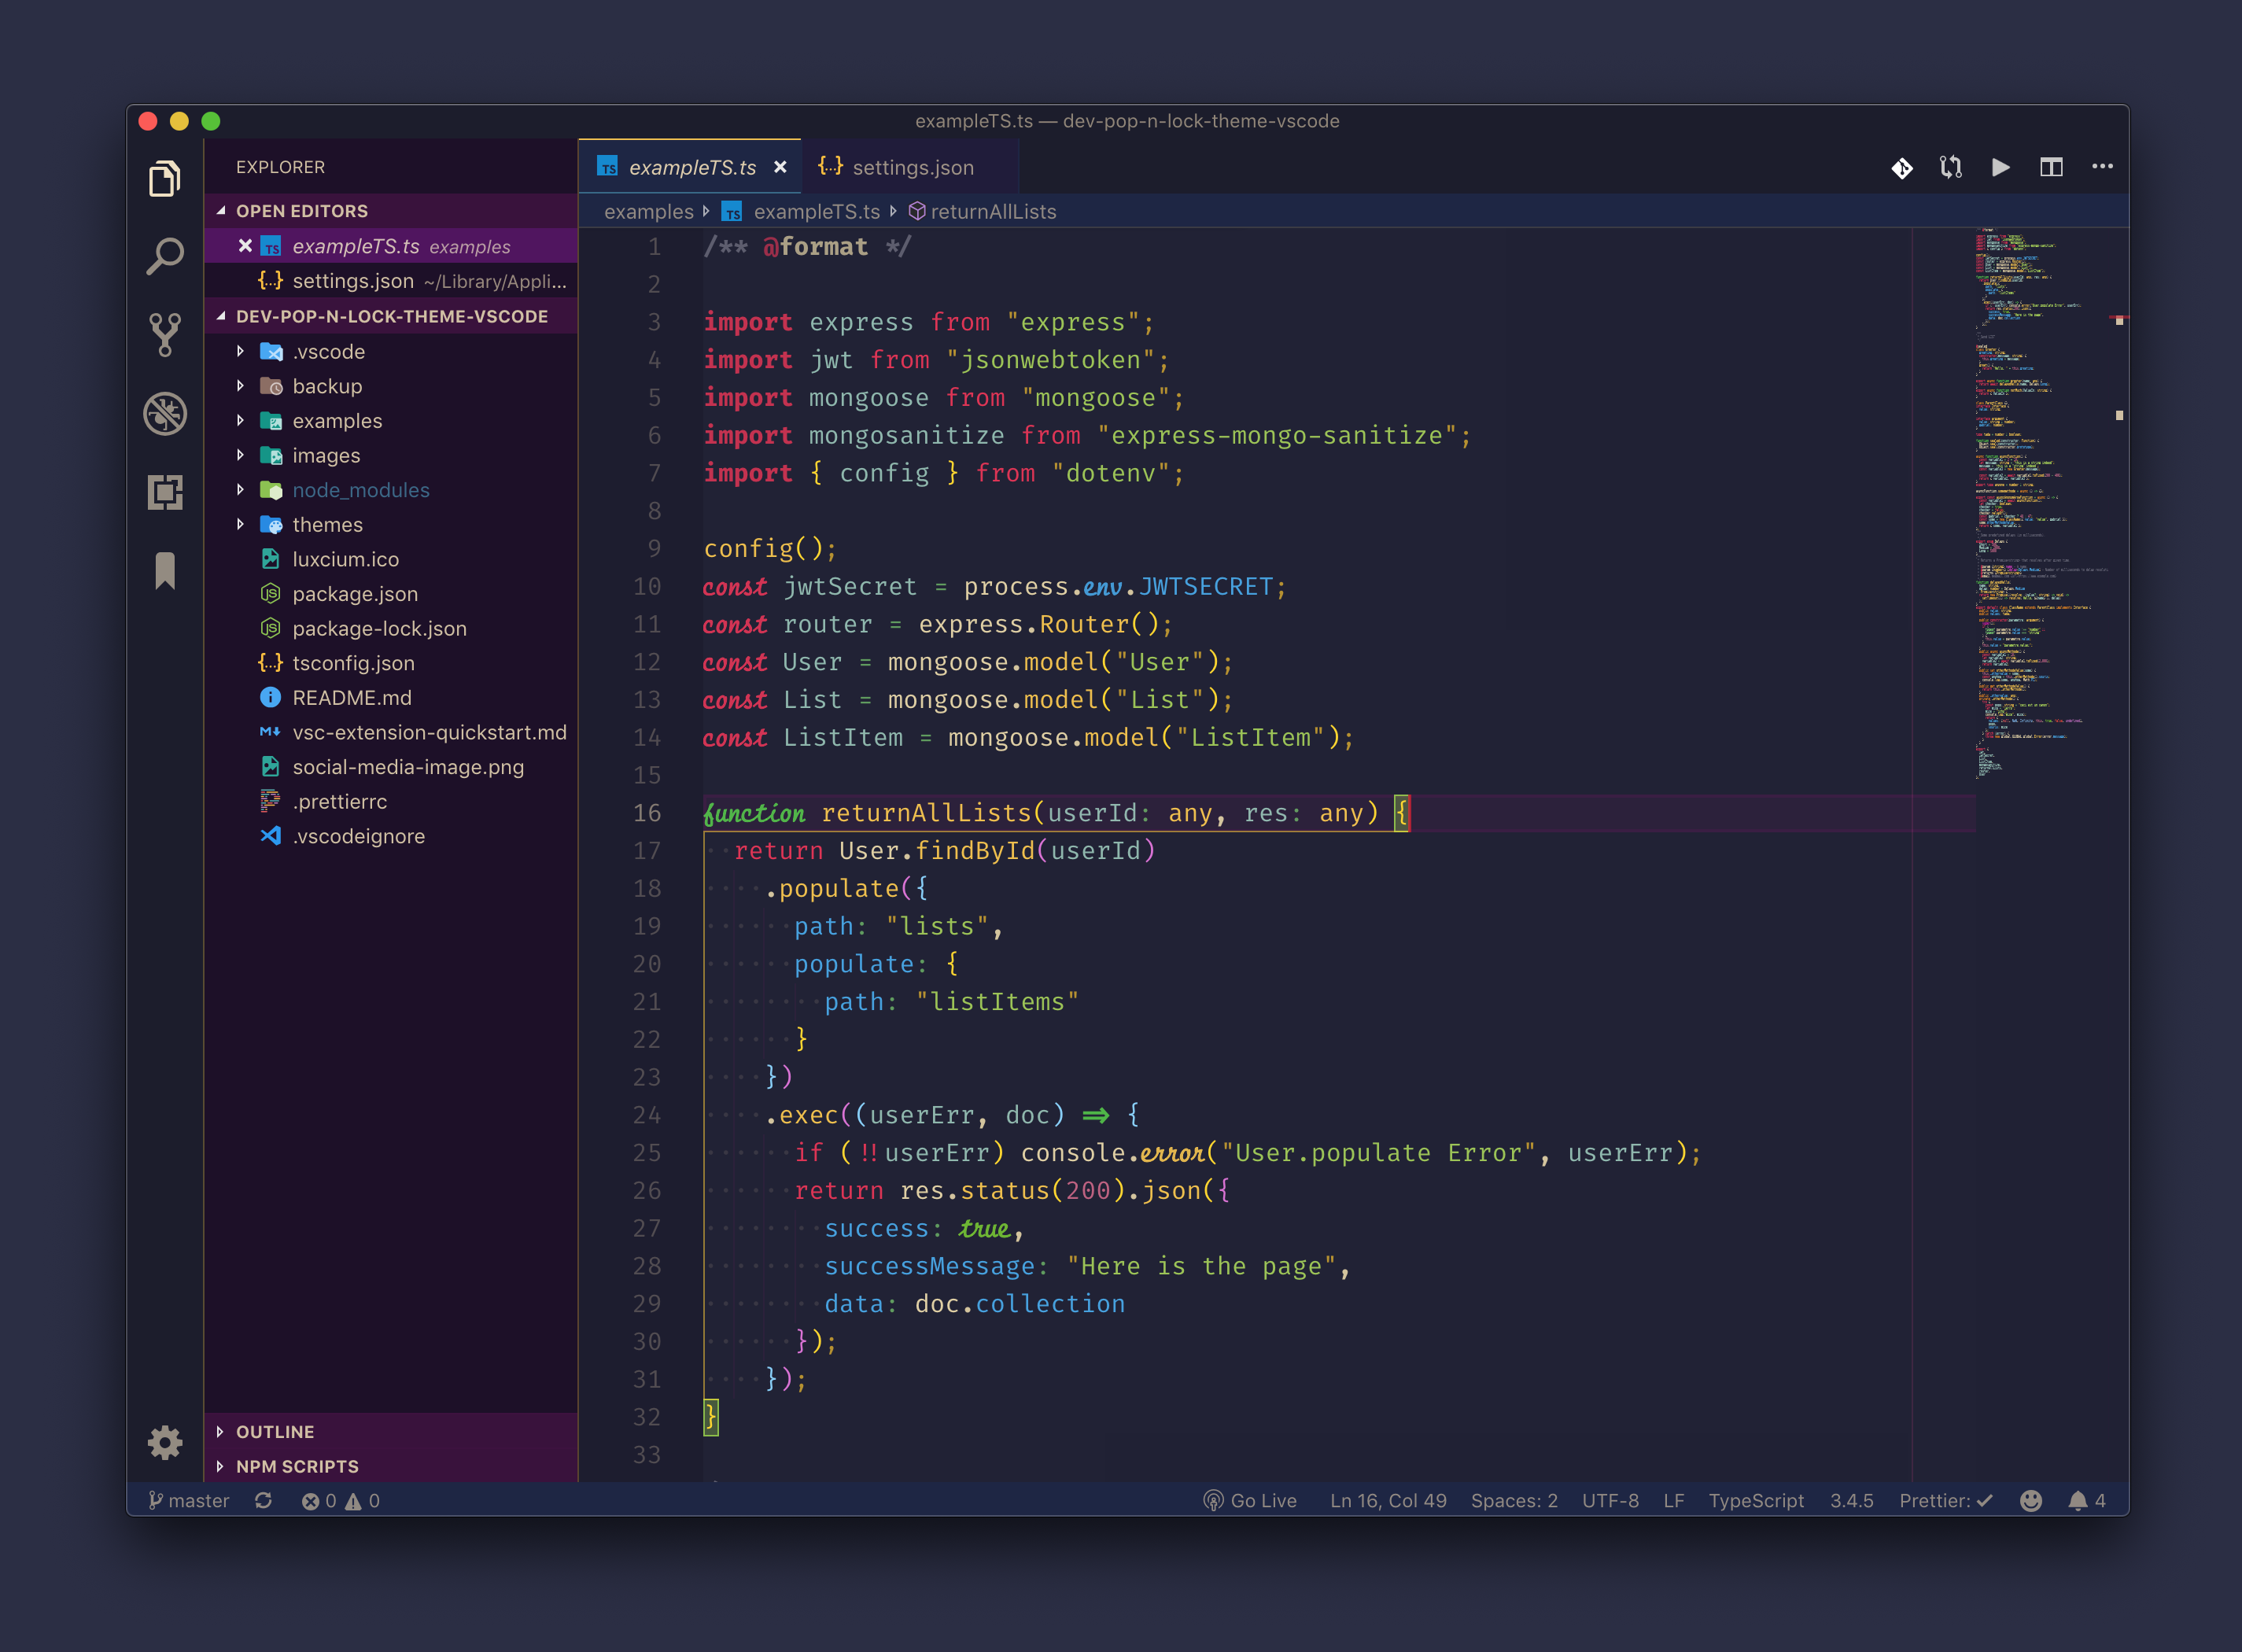 exampleTS.ts — dev-pop-n-lock-theme-vscode
EXPLORER
OPEN EDITORS
TS exampleTS.ts examples
{..} settings.json ~/Library/Appli...
DEV-POP-N-LOCK-THEME-VSCODE
.vscode
backup
examples
images
node_modules
themes
luxcium.ico
package.json
package-lock.json
{..} tsconfig.json
README.md
vsc-extension-quickstart.md
social-media-image.png
.prettierrc
.vscodeignore
OUTLINE
NPM SCRIPTS
TS exampleTS.ts
{..} settings.json
examples TS exampleTS.ts returnAllLists
1 /** @format */
2
3 import express from "express";
4 import jwt from "jsonwebtoken";
5 import mongoose from "mongoose";
6 import mongosanitize from "express-mongo-sanitize";
7 import { config } from "dotenv";
8
9 config();
10 const jwtSecret = process.env.JWTSECRET;
11 const router = express.Router();
12 const User = mongoose.model("User");
13 const List = mongoose.model("List");
14 const ListItem = mongoose.model("ListItem");
15
16 function returnAllLists(userId: any, res: any) {
17 return User.findById(userId)
18 .populate({
19 path: "lists",
20 populate: {
21 path: "listItems"
22 }
23 })
24 .exec((userErr, doc) => {
25 if (!!userErr) console.error("User.populate Error", userErr);
26 return res.status(200).json({
27 success: true,
28 successMessage: "Here is the page",
29 data: doc.collection
30 });
31 });
32 }
33
master 0 0 Go Live Ln 16, Col 49 Spaces: 2 UTF-8 LF TypeScript 3.4.5 Prettier: ✓ 4